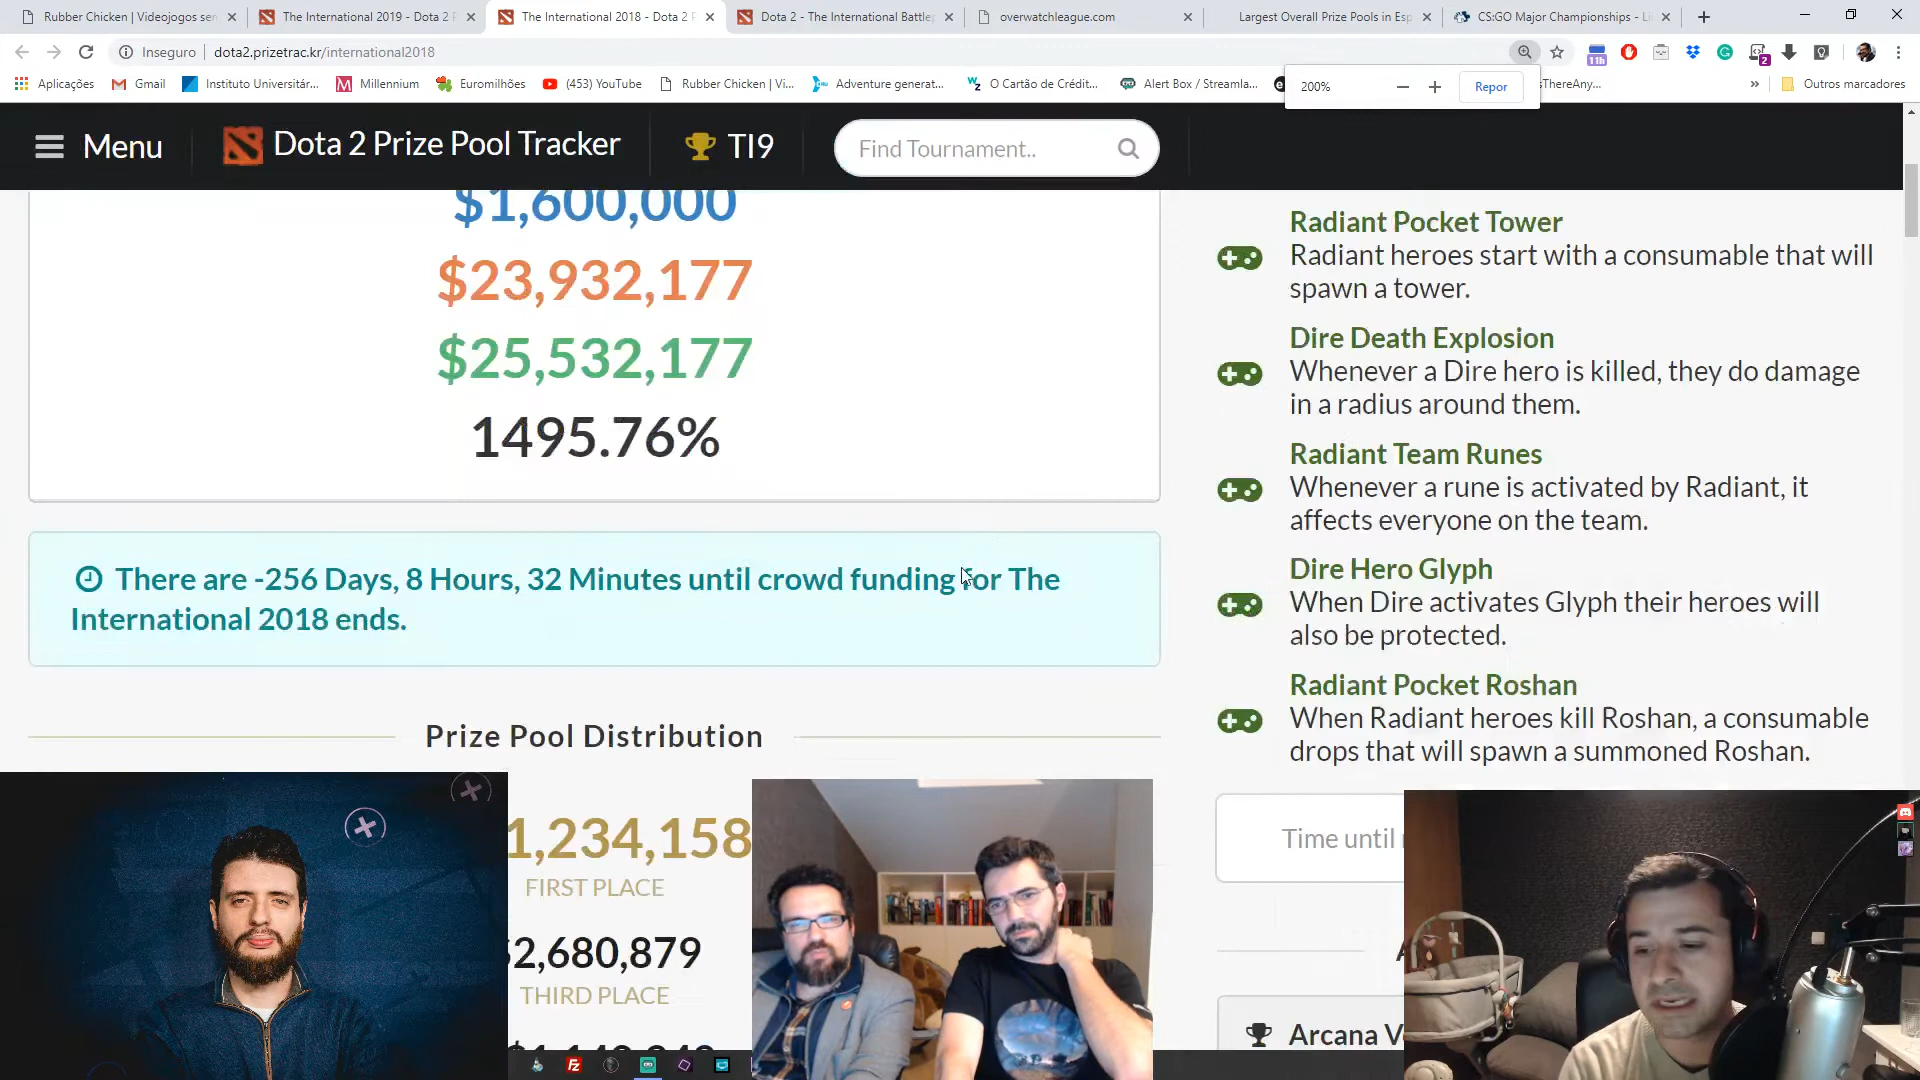 Rubber Chicken | Videojogos sen
The International 2019 - Dota 2 P
The International 2018 - Dota 2 P
Dota 2 - The International Battlep
overwatchleague.com
Largest Overall Prize Pools in Esp
CS:GO Major Championships - Li
Inseguro
dota2.prizetrac.kr/international2018
11h
2
Aplicações
Gmail
Instituto Universitár...
Millennium
Euromilhões
(453) YouTube
Rubber Chicken | Vi...
Adventure generat...
O Cartão de Crédit...
Alert Box / Streamla...
200%
Repor
sThereAny...
Outros marcadores
Menu
Dota 2 Prize Pool Tracker
TI9
Find Tournament..
$1,600,000
$23,932,177
$25,532,177
1495.76%
There are -256 Days, 8 Hours, 32 Minutes until crowd funding for The
International 2018 ends.
Prize Pool Distribution
1,234,158
FIRST PLACE
2,680,879
THIRD PLACE
Radiant Pocket Tower
Radiant heroes start with a consumable that will
spawn a tower.
Dire Death Explosion
Whenever a Dire hero is killed, they do damage
in a radius around them.
Radiant Team Runes
Whenever a rune is activated by Radiant, it
affects everyone on the team.
Dire Hero Glyph
When Dire activates Glyph their heroes will
also be protected.
Radiant Pocket Roshan
When Radiant heroes kill Roshan, a consumable
drops that will spawn a summoned Roshan.
Time until
Arcana V